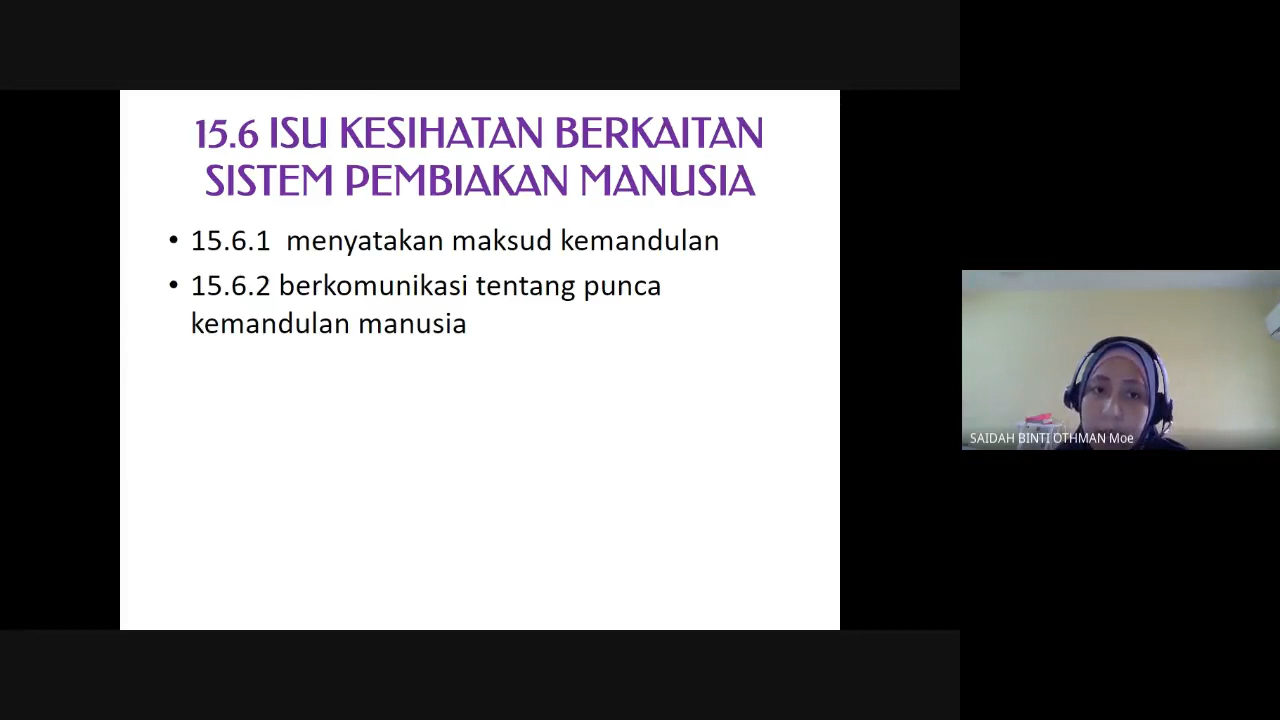 15.6 ISU KESIHATAN BERKAITAN
SISTEM PEMBIAKAN MANUSIA
• 15.6.1  menyatakan maksud kemandulan
• 15.6.2 berkomunikasi tentang punca
kemandulan manusia
SAIDAH BINTI OTHMAN Moe